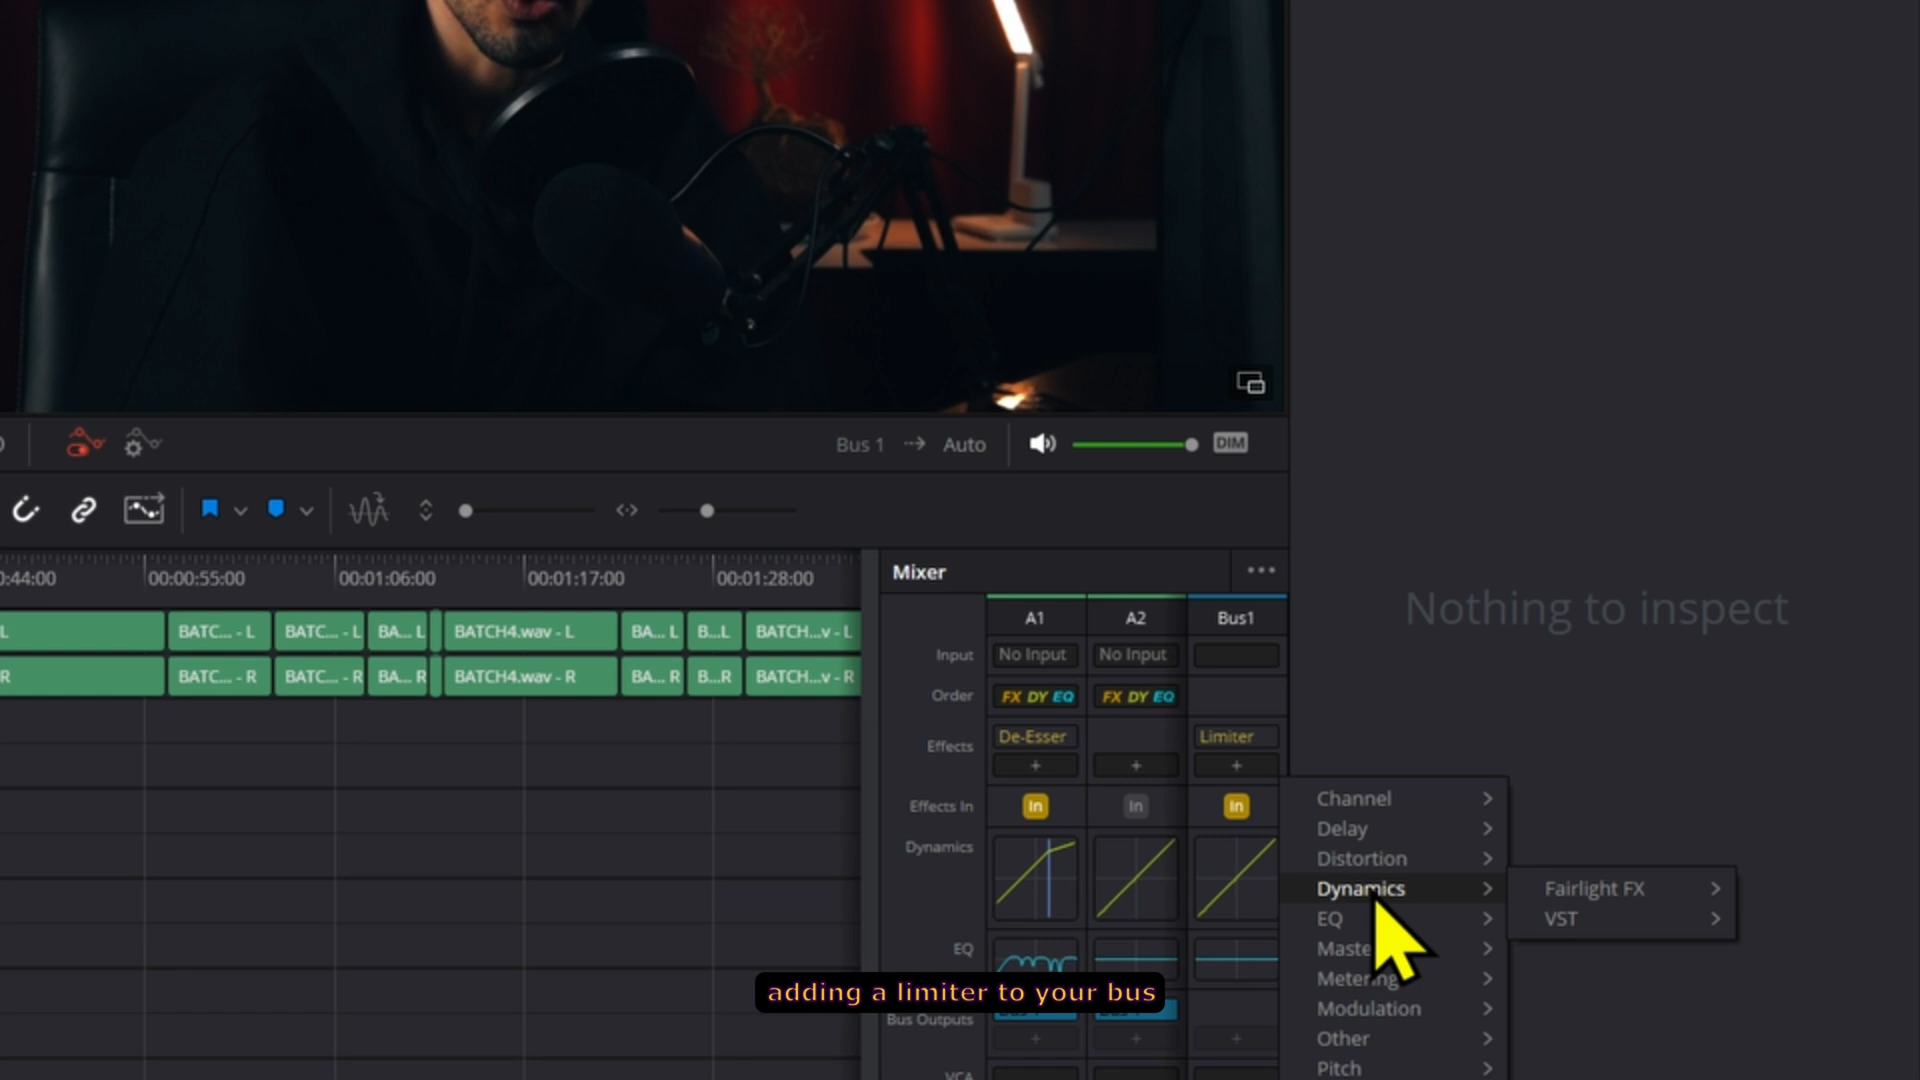 Bus 1 Auto DIM
0:44:00 00:00:55:00 00:01:06:00 00:01:17:00 00:01:28:00
L BATC... - L BATC... - L BA... L BATCH4.wav - L BA... L B...L BATCH...v - L
R BATC... - R BATC... - R BA... R BATCH4.wav - R BA... R B...R BATCH...v - R
Mixer
A1 A2 Bus1
Input No Input No Input
Order FX DY EQ FX DY EQ
Effects De-Esser Limiter
+ + +
Effects In In In In
Dynamics
EQ
Bus Outputs
+ + +
VCA
Nothing to inspect
Channel
Delay
Distortion
Dynamics
EQ
Metering
Modulation
Other
Pitch
Fairlight FX
VST
adding a limiter to your bus